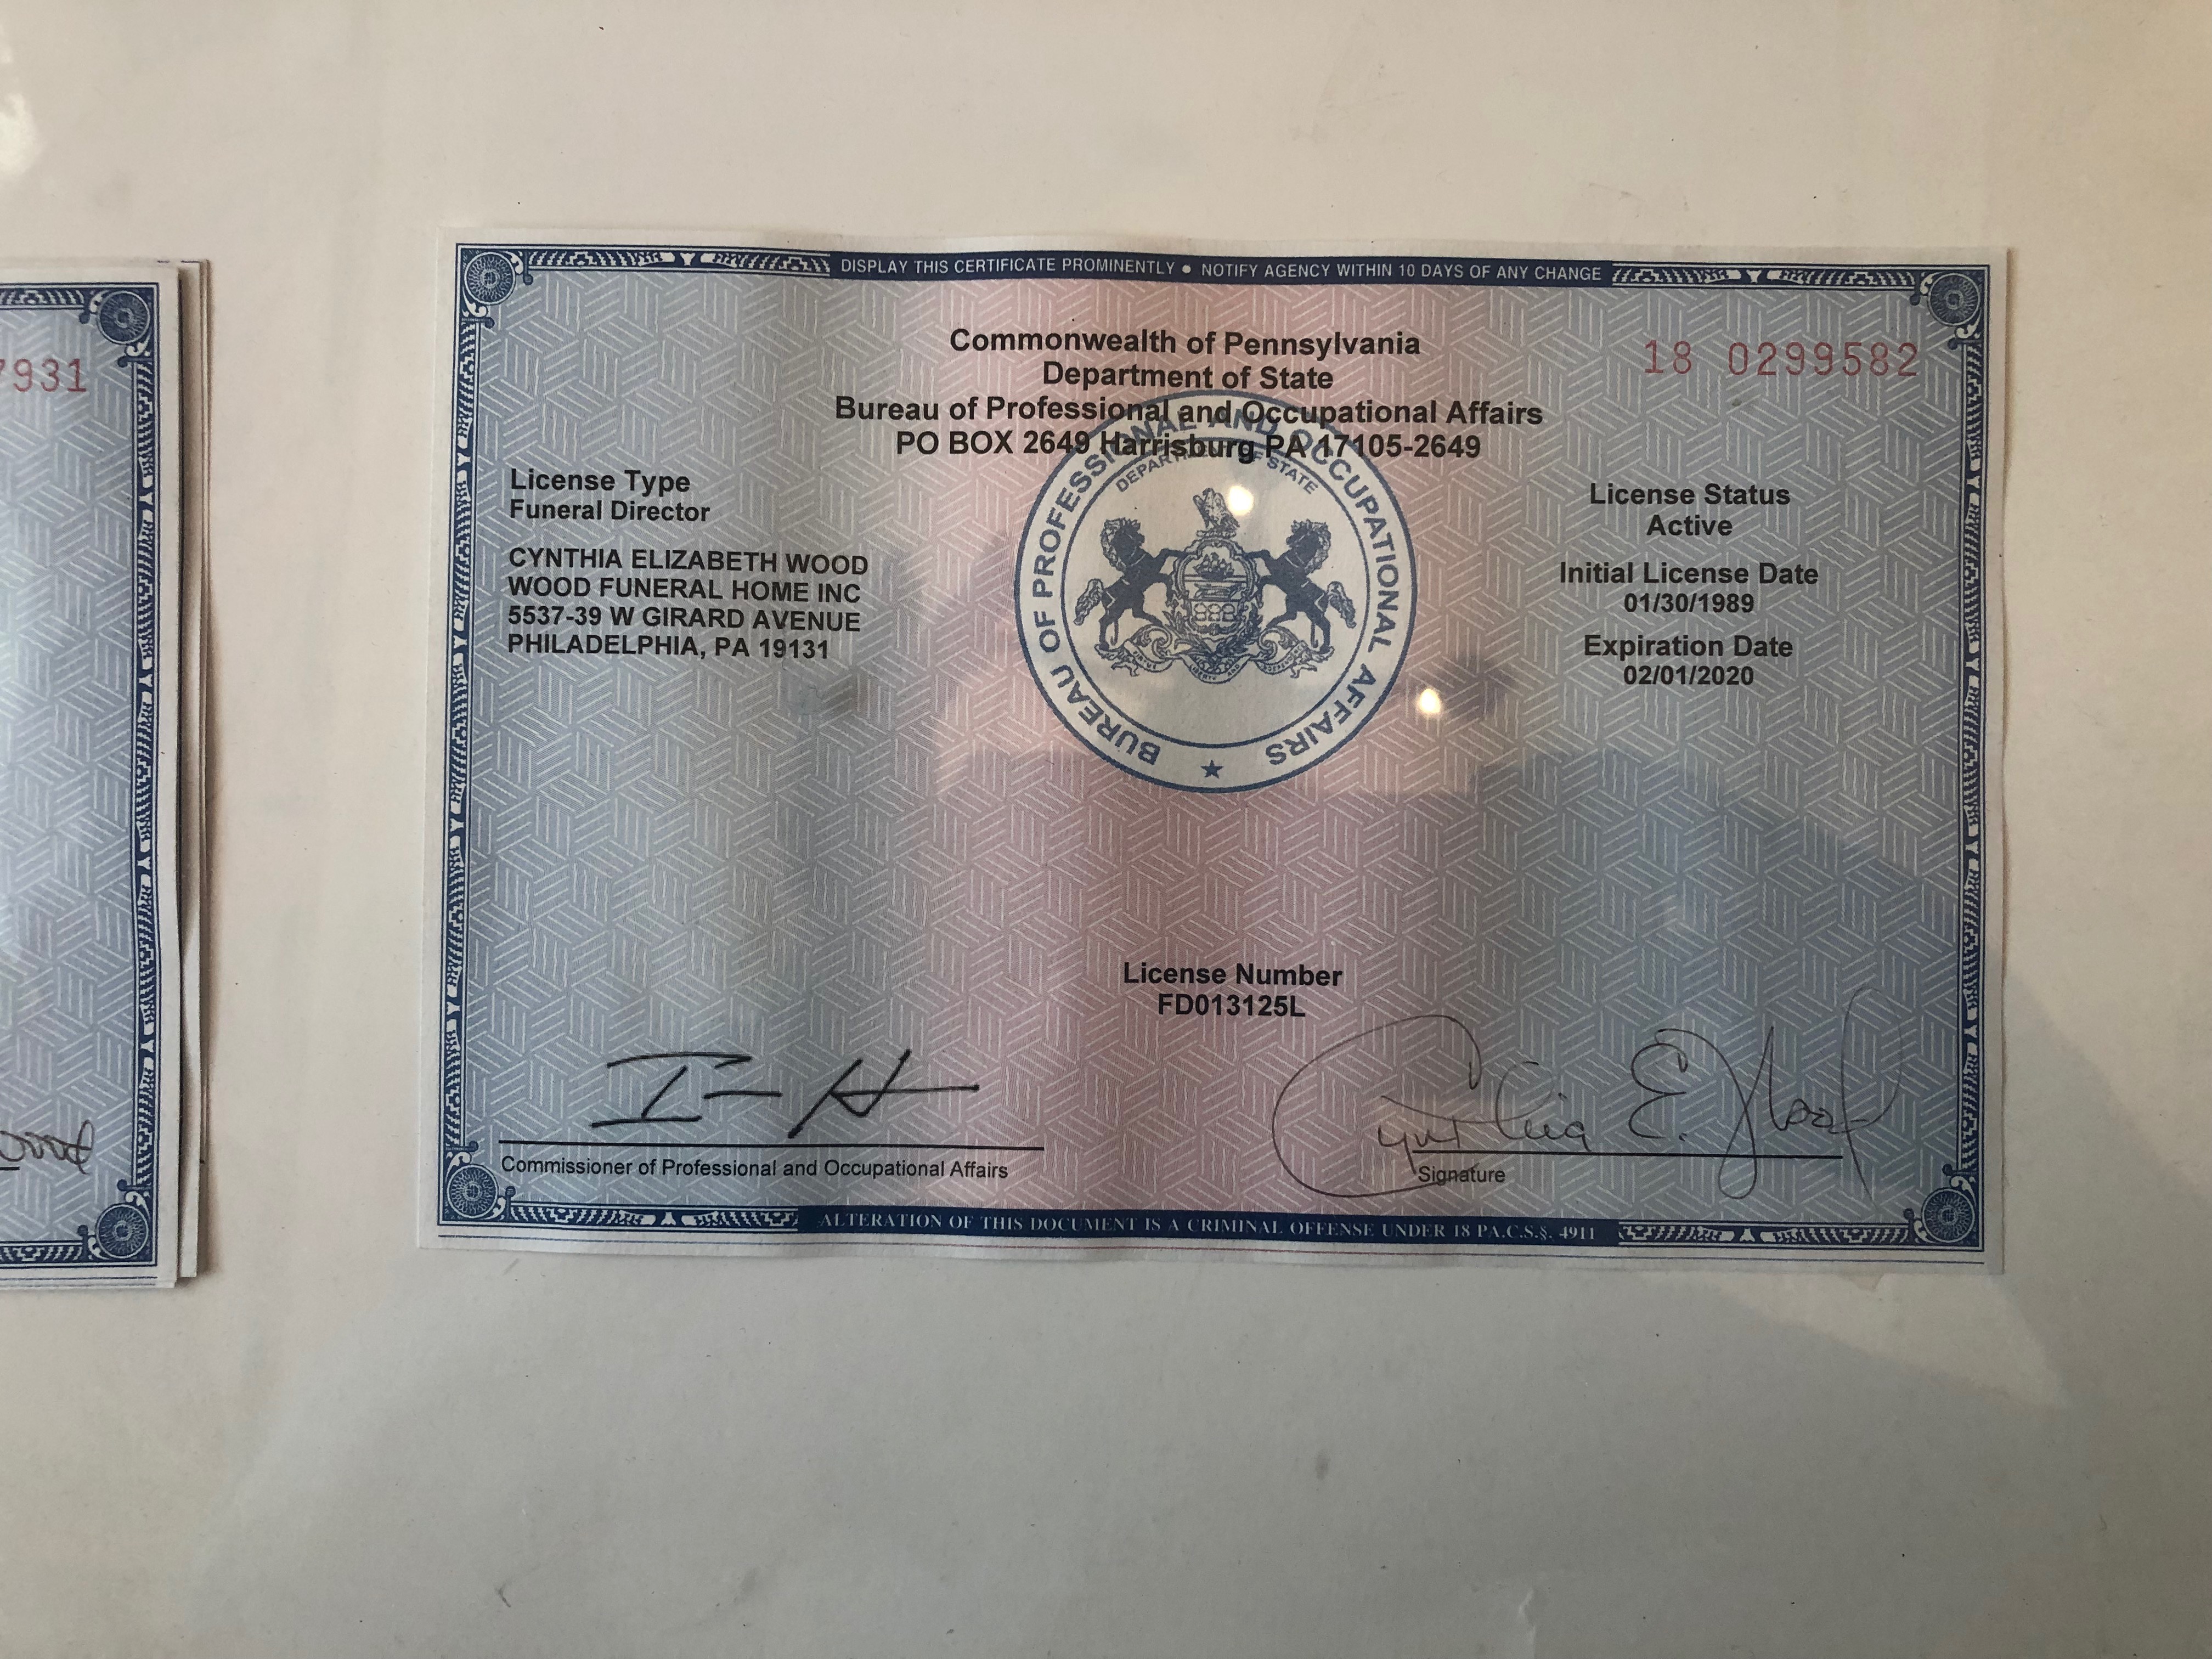 DISPLAY THIS CERTIFICATE PROMINENTLY ● NOTIFY AGENCY WITHIN 10 DAYS OF ANY CHANGE
Commonwealth of Pennsylvania
Department of State
Bureau of Professional and Occupational Affairs
PO BOX 2649 Harrisburg PA 17105-2649
18 0299582
License Type
Funeral Director
CYNTHIA ELIZABETH WOOD
WOOD FUNERAL HOME INC
5537-39 W GIRARD AVENUE
PHILADELPHIA, PA 19131
BUREAU OF PROFESSIONAL AND OCCUPATIONAL AFFAIRS
DEPARTMENT OF STATE
License Status
Active
Initial License Date
01/30/1989
Expiration Date
02/01/2020
License Number
FD013125L
Commissioner of Professional and Occupational Affairs
Cynthia E. Wood
Signature
ALTERATION OF THIS DOCUMENT IS A CRIMINAL OFFENSE UNDER 18 PA.C.S.§. 4911
931